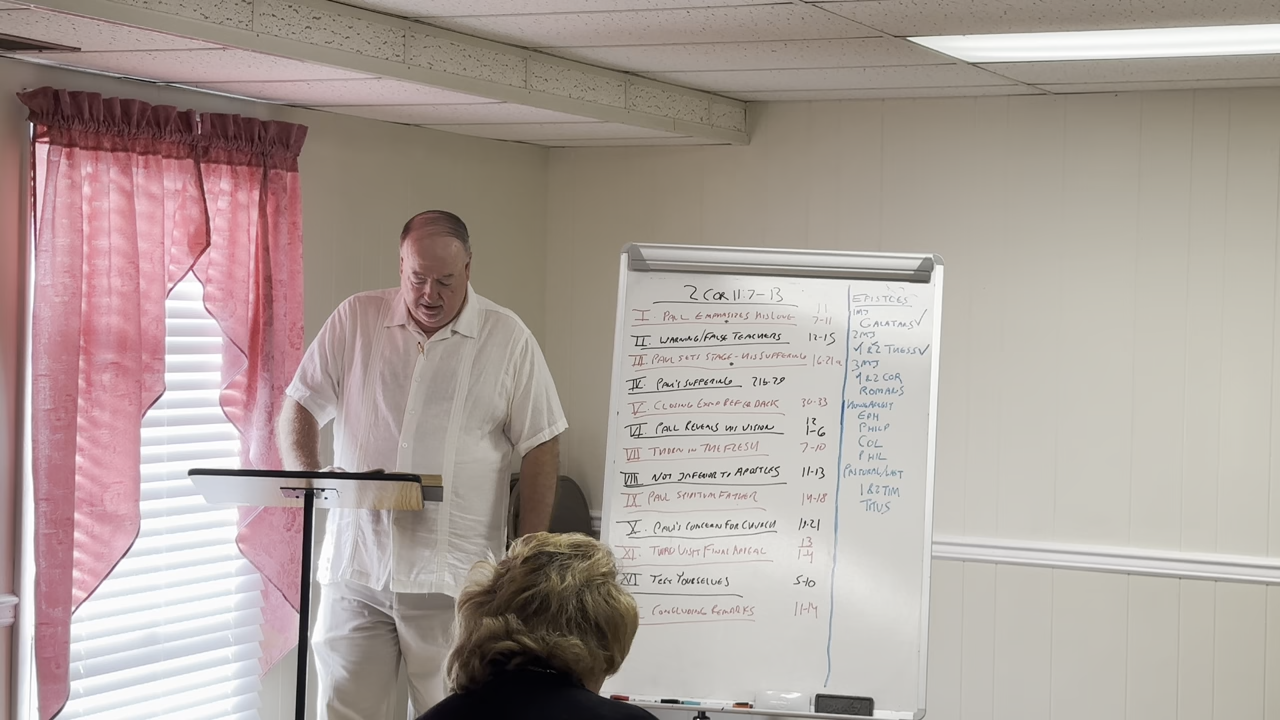 2 COR 11:7-13
I PAUL EMPHASIZES HIS LOVE 11 7-11
II. WARNING/FALSE TEACHERS 12-15
III PAUL SETS STAGE-HIS SUFFERING 16-21a
IV. PAUL'S SUFFERING 21b-29
V. CLOSING REFER BACK 30-33
VI PAUL REVEALS HIS VISION 12 1-6
VII THORN IN THE FLESH 7-10
VIII NOT INFERIOR TO APOSTLES 11-13
IX PAUL SPIRITUAL FATHER 14-18
X. PAUL'S CONCERN FOR CHURCH 19-21
XI. THIRD VISIT FINAL APPEAL 13 1-4
XVI TEST YOURSELVES 5-10
CONCLUDING REMARKS 11-14
EPISTLES
1MJ
GALATIANS ✓
2MJ
1 & 2 THESS ✓
3MJ
1 & 2 COR
ROMANS
EPH
PHILP
COL
PHIL
PASTORAL/LAST
1 & 2 TIM
TITUS